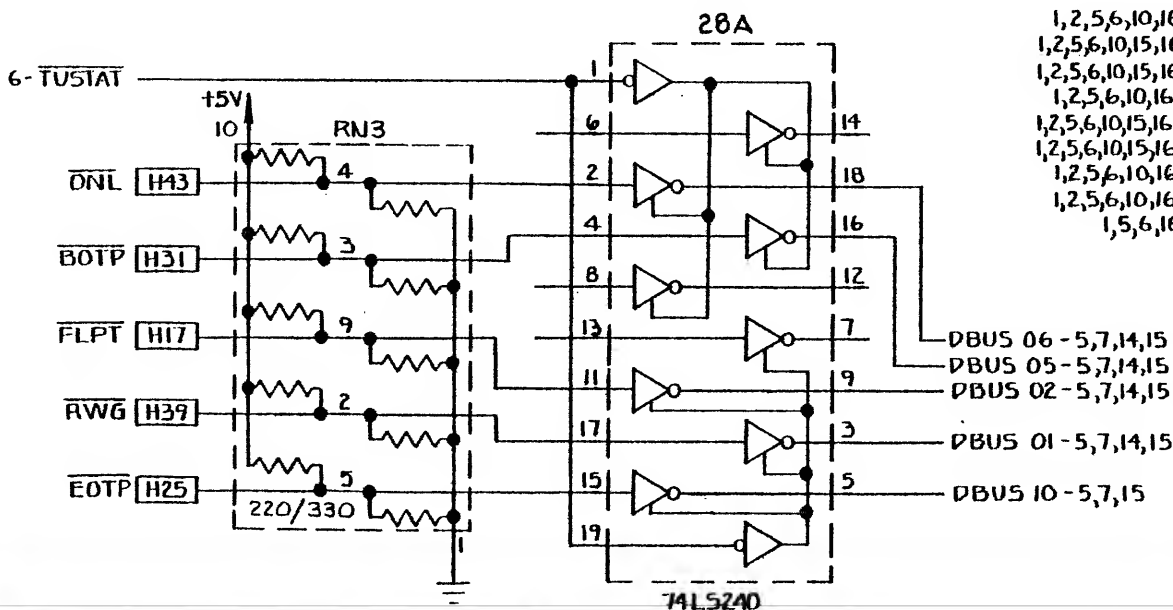 28A
1,2,5,6,10,16
1,2,5,6,10,15,16
1,2,5,6,10,15,16
1,2,5,6,10,16
1,2,5,6,10,15,16
1,2,5,6,10,15,16
1,2,5,6,10,16
1,2,5,6,10,16
1,5,6,16
6-TUSTAT
1
+5V
10
RN3
6
14
ONL H43
4
2
18
BOTP H31
3
4
16
8
12
FLPT H17
9
13
7
DBUS 06-5,7,14,15
DBUS 05-5,7,14,15
11
9
DBUS 02-5,7,14,15
RWG H39
2
17
3
DBUS 01-5,7,14,15
EOTP H25
5
15
5
DBUS 10-5,7,15
220/330
1
19
74LS240